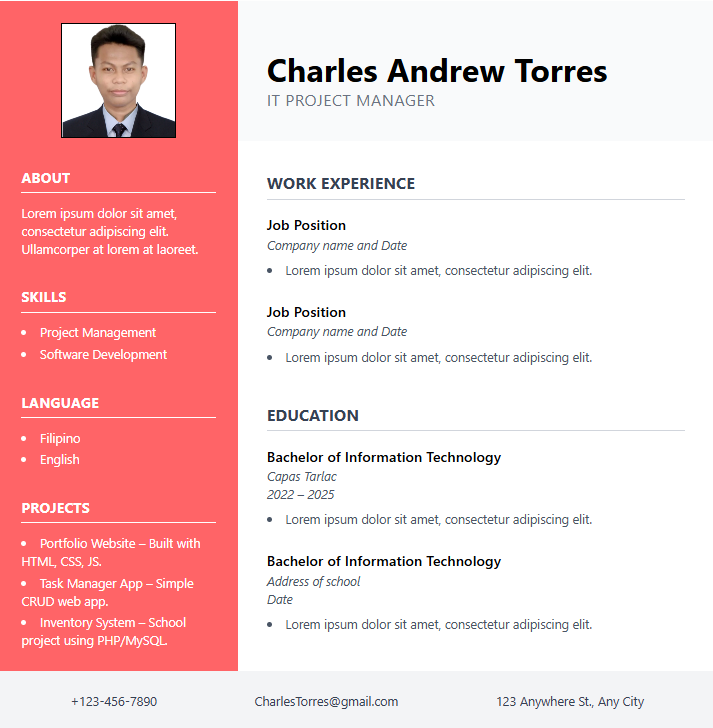 Charles Andrew Torres
IT PROJECT MANAGER
ABOUT
Lorem ipsum dolor sit amet,
consectetur adipiscing elit.
Ullamcorper at lorem at laoreet.
SKILLS
• Project Management
• Software Development
LANGUAGE
• Filipino
• English
PROJECTS
• Portfolio Website – Built with
HTML, CSS, JS.
• Task Manager App – Simple
CRUD web app.
• Inventory System – School
project using PHP/MySQL.
WORK EXPERIENCE
Job Position
Company name and Date
• Lorem ipsum dolor sit amet, consectetur adipiscing elit.
Job Position
Company name and Date
• Lorem ipsum dolor sit amet, consectetur adipiscing elit.
EDUCATION
Bachelor of Information Technology
Capas Tarlac
2022 – 2025
• Lorem ipsum dolor sit amet, consectetur adipiscing elit.
Bachelor of Information Technology
Address of school
Date
• Lorem ipsum dolor sit amet, consectetur adipiscing elit.
+123-456-7890
CharlesTorres@gmail.com
123 Anywhere St., Any City